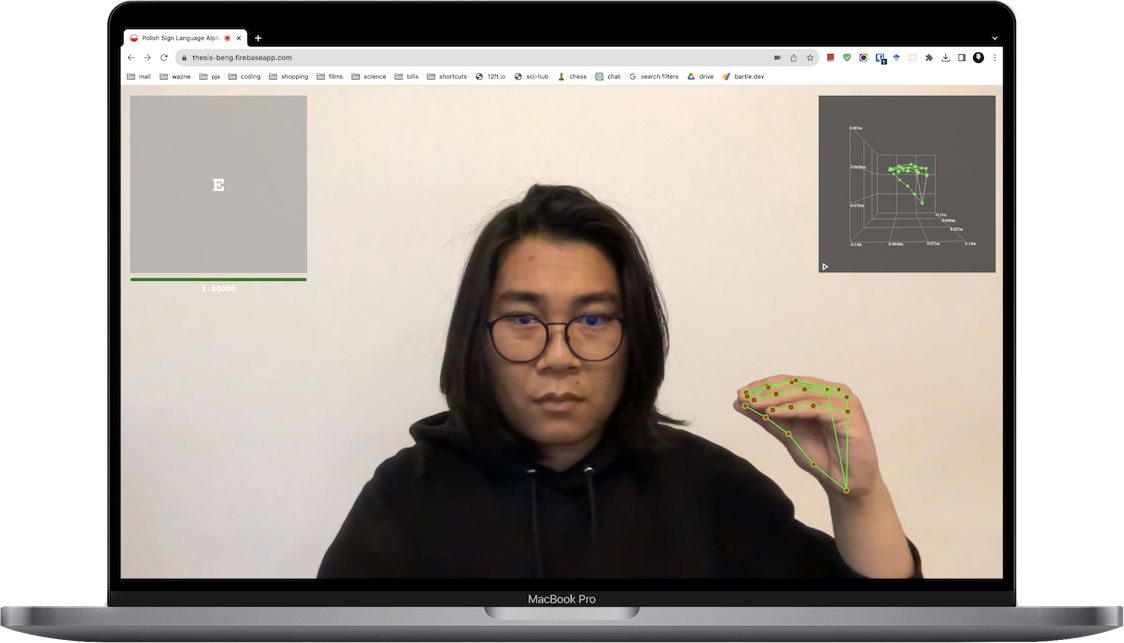 Polish Sign Language Alph
thesis-beng.firebaseapp.com
mail ważne pja coding shopping films science bills shortcuts 12ft.io sci-hub chess chat search filters drive bartle.dev
E
1.00000
MacBook Pro